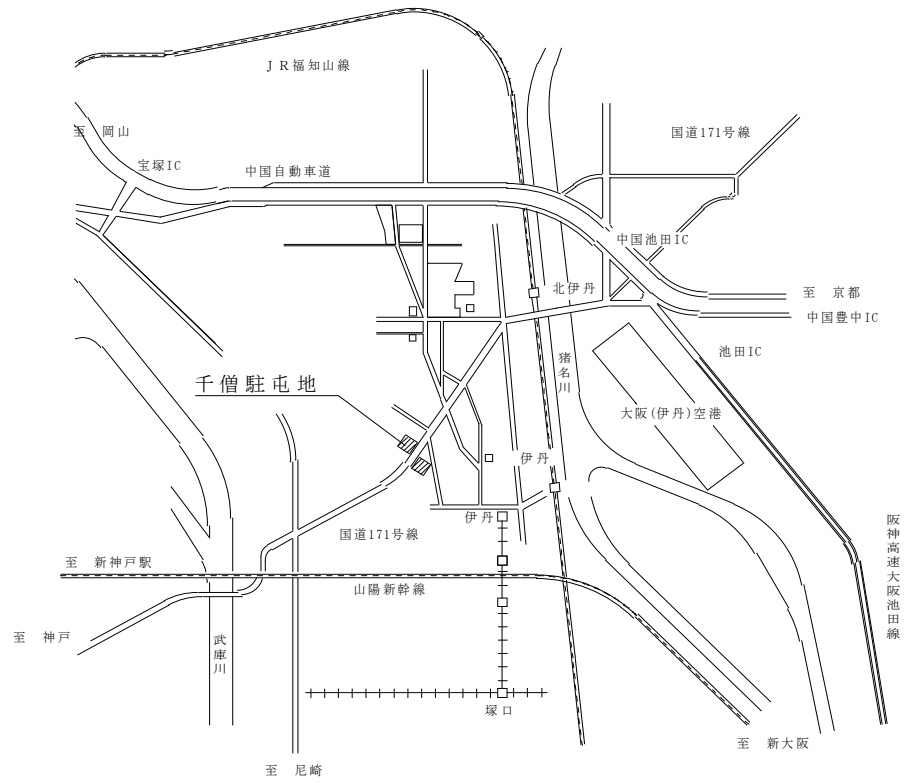 ＪＲ福知山線
至　岡山
国道171号線
宝塚IC
中国自動車道
中国池田IC
北伊丹
至　京都
中国豊中IC
池田IC
猪名川
千僧駐屯地
大阪(伊丹)空港
伊丹
伊丹
国道171号線
阪神高速大阪池田線
至　新神戸駅
山陽新幹線
至　神戸
武庫川
塚口
至　新大阪
至　尼崎